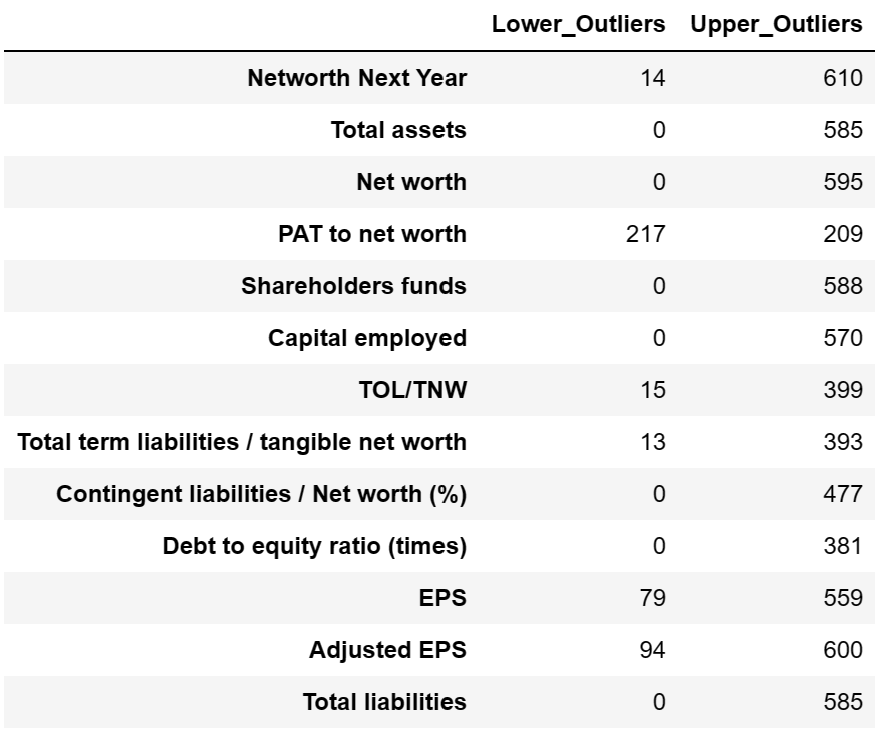 Lower_Outliers Upper_Outliers
Networth Next Year 14 610
Total assets 0 585
Net worth 0 595
PAT to net worth 217 209
Shareholders funds 0 588
Capital employed 0 570
TOL/TNW 15 399
Total term liabilities / tangible net worth 13 393
Contingent liabilities / Net worth (%) 0 477
Debt to equity ratio (times) 0 381
EPS 79 559
Adjusted EPS 94 600
Total liabilities 0 585